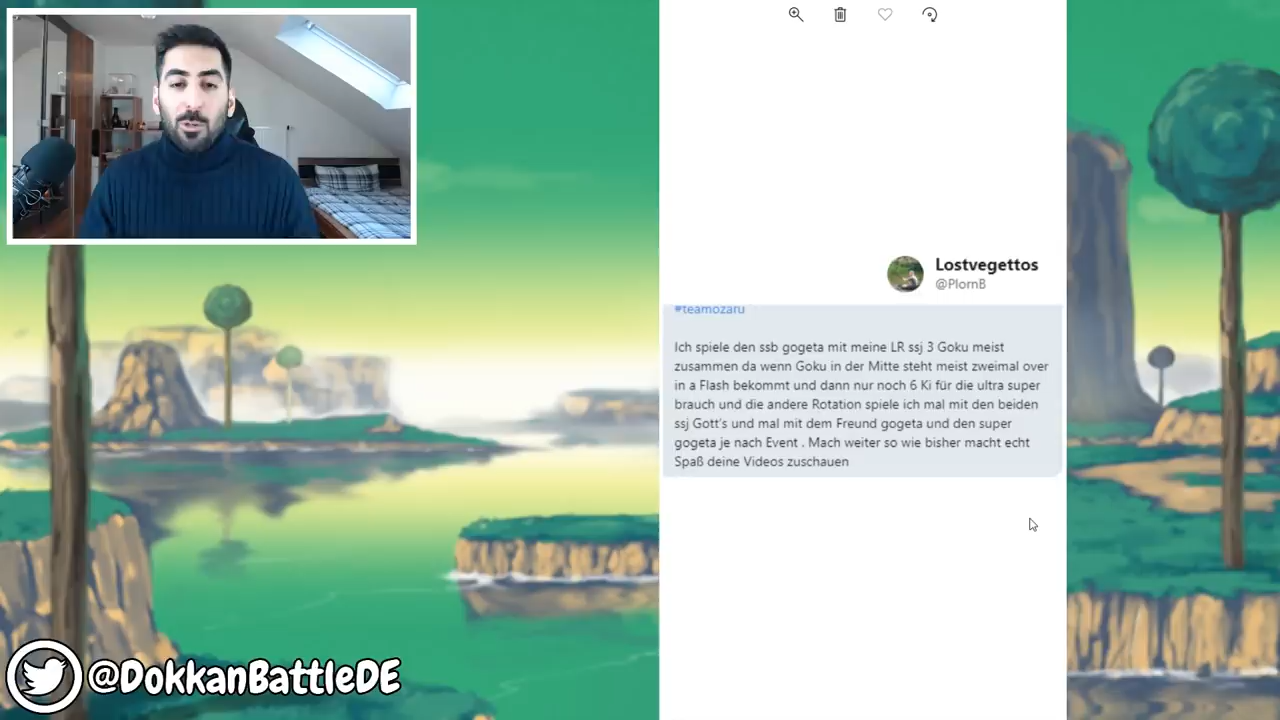 Lostvegettos
@PlornB
#teamozaru
Ich spiele den ssb gogeta mit meine LR ssj 3 Goku meist
zusammen da wenn Goku in der Mitte steht meist zweimal over
in a Flash bekommt und dann nur noch 6 Ki für die ultra super
brauch und die andere Rotation spiele ich mal mit den beiden
ssj Gott's und mal mit dem Freund gogeta und den super
gogeta je nach Event . Mach weiter so wie bisher macht echt
Spaß deine Videos zuschauen
@DokkanBattleDE